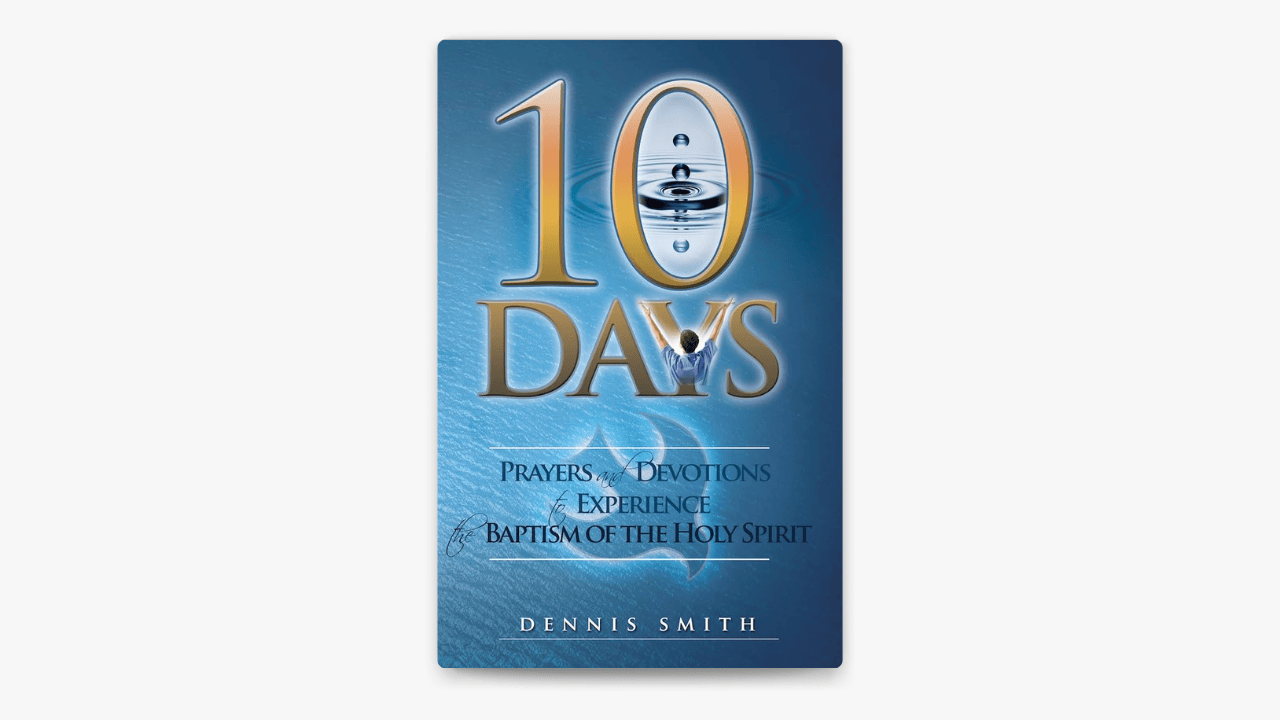 10
DAYS
PRAYERS and DEVOTIONS
to EXPERIENCE
the BAPTISM OF THE HOLY SPIRIT
DENNIS SMITH